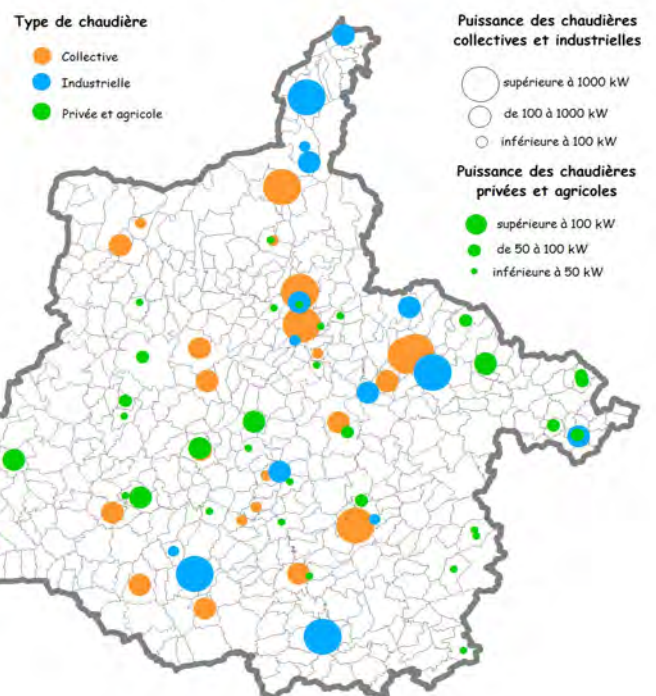 Type de chaudière
Collective
Industrielle
Privée et agricole
Puissance des chaudières
collectives et industrielles
supérieure à 1000 kW
de 100 à 1000 kW
inférieure à 100 kW
Puissance des chaudières
privées et agricoles
supérieure à 100 kW
de 50 à 100 kW
inférieure à 50 kW